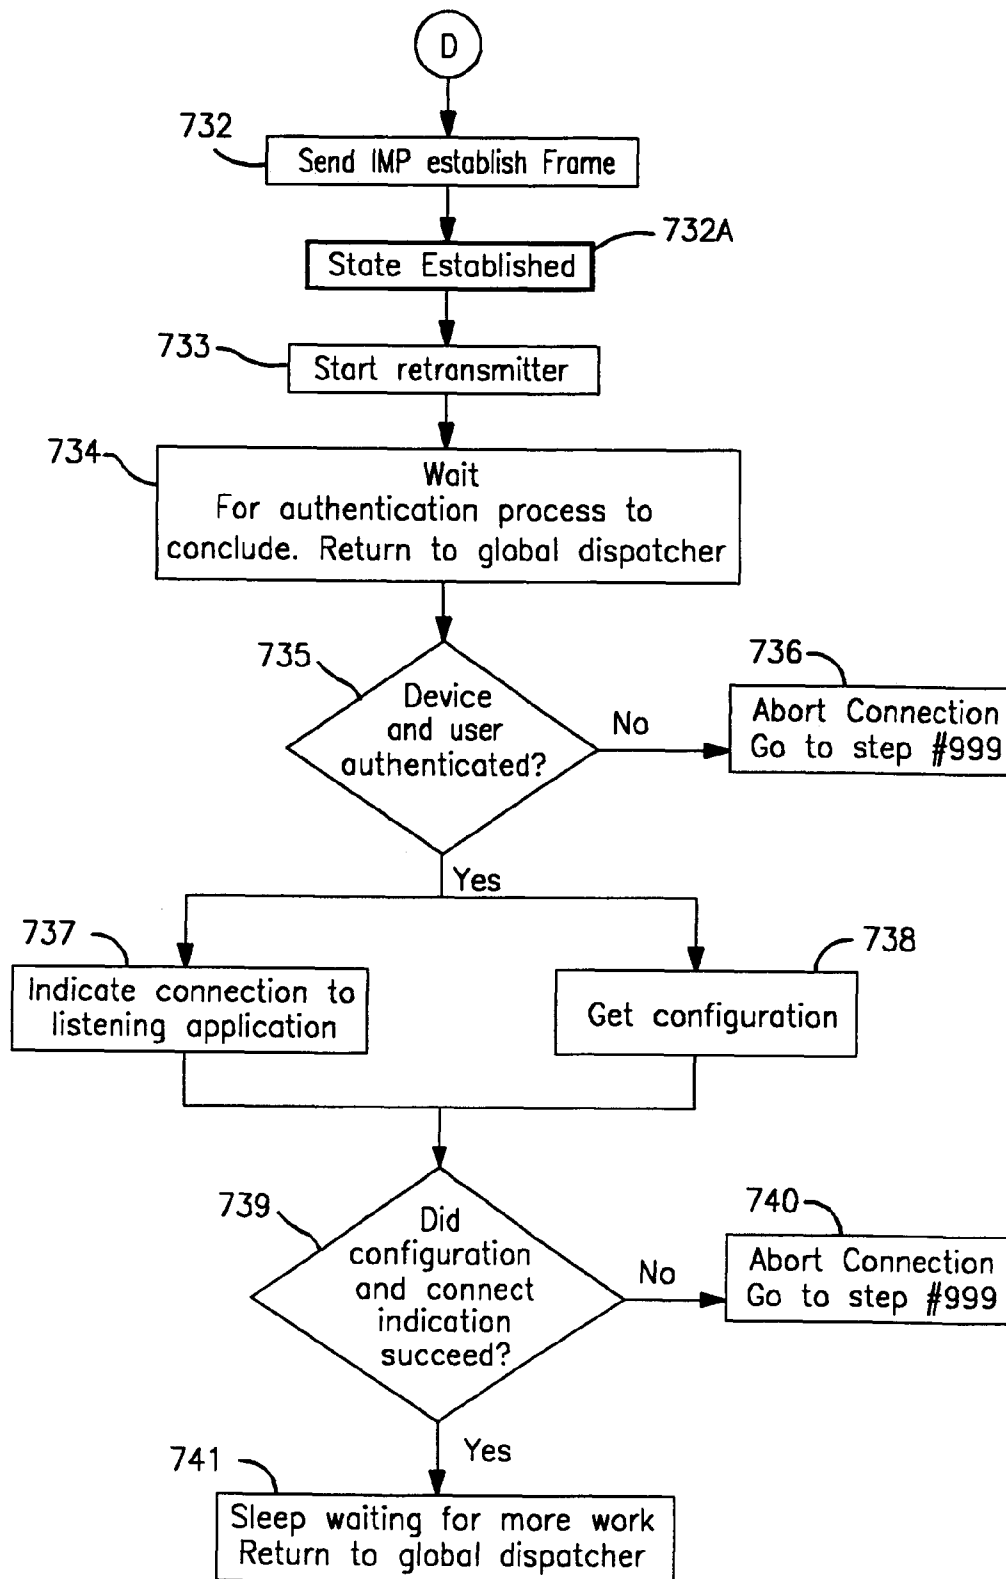 D
732
Send IMP establish Frame
732A
State Established
733
Start retransmitter
734
Wait
For authentication process to
conclude. Return to global dispatcher
735
Device
and user
authenticated?
No
736
Abort Connection
Go to step #999
Yes
737
Indicate connection to
listening application
738
Get configuration
739
Did
configuration
and connect
indication
succeed?
No
740
Abort Connection
Go to step #999
Yes
741
Sleep waiting for more work
Return to global dispatcher